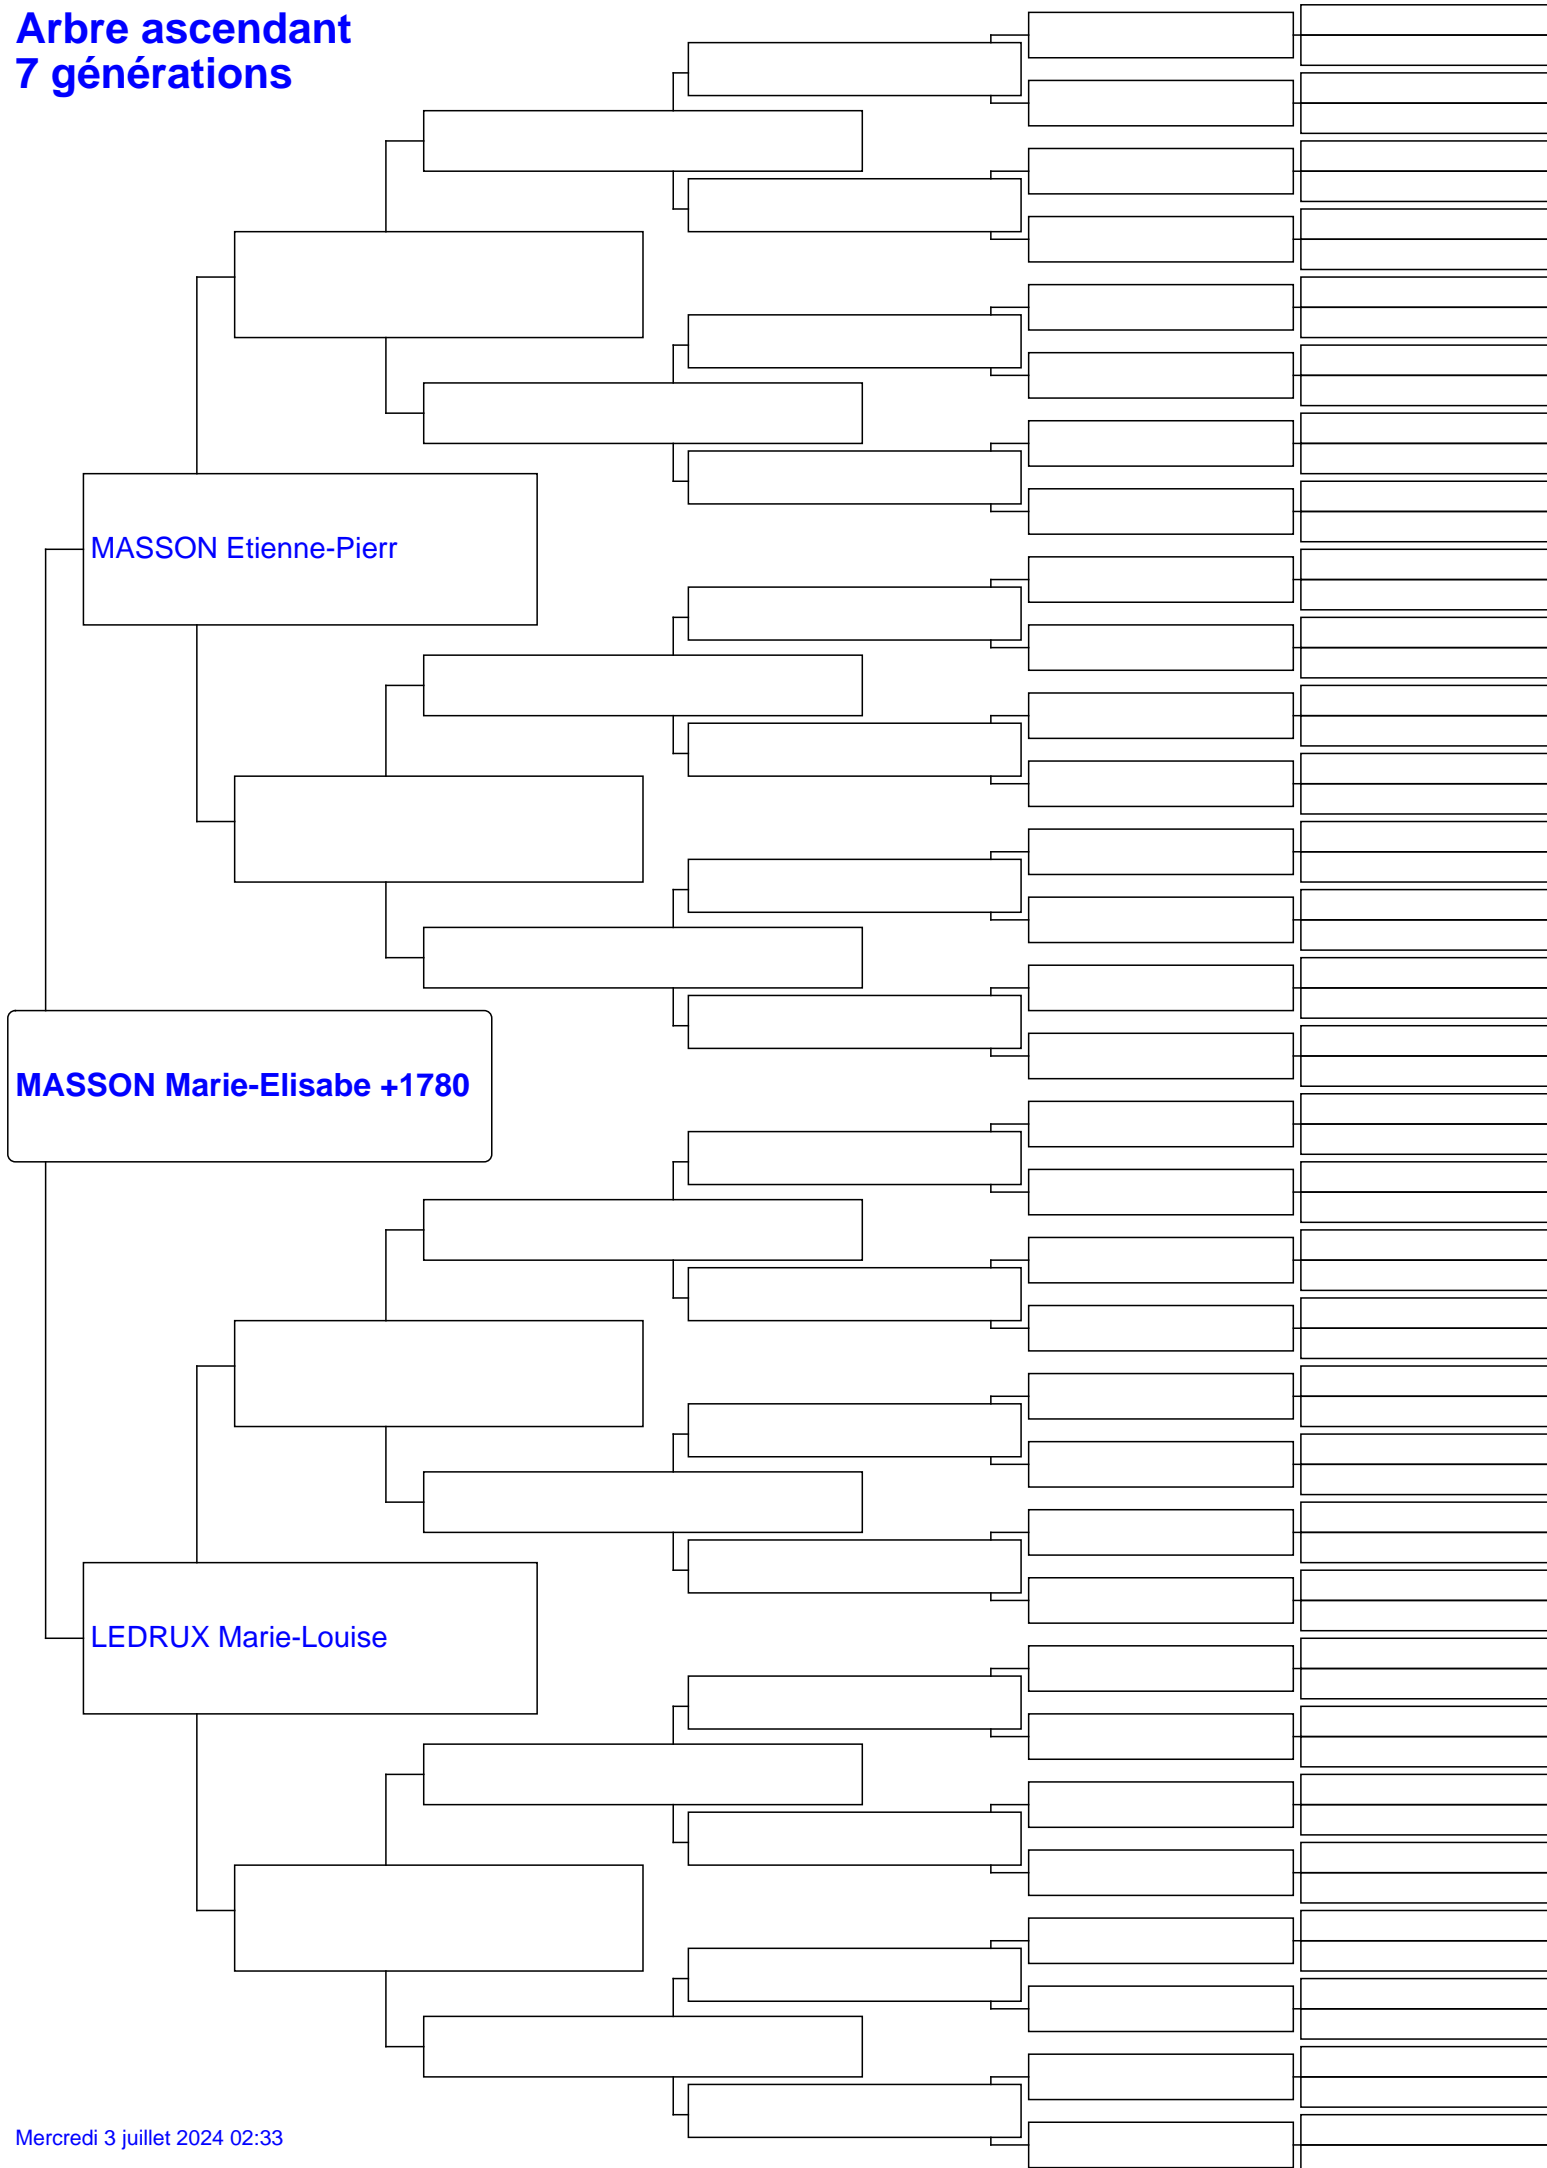 Arbre ascendant
7 générations
MASSON Etienne-Pierr
MASSON Marie-Elisabe +1780
LEDRUX Marie-Louise
Mercredi 3 juillet 2024 02:33